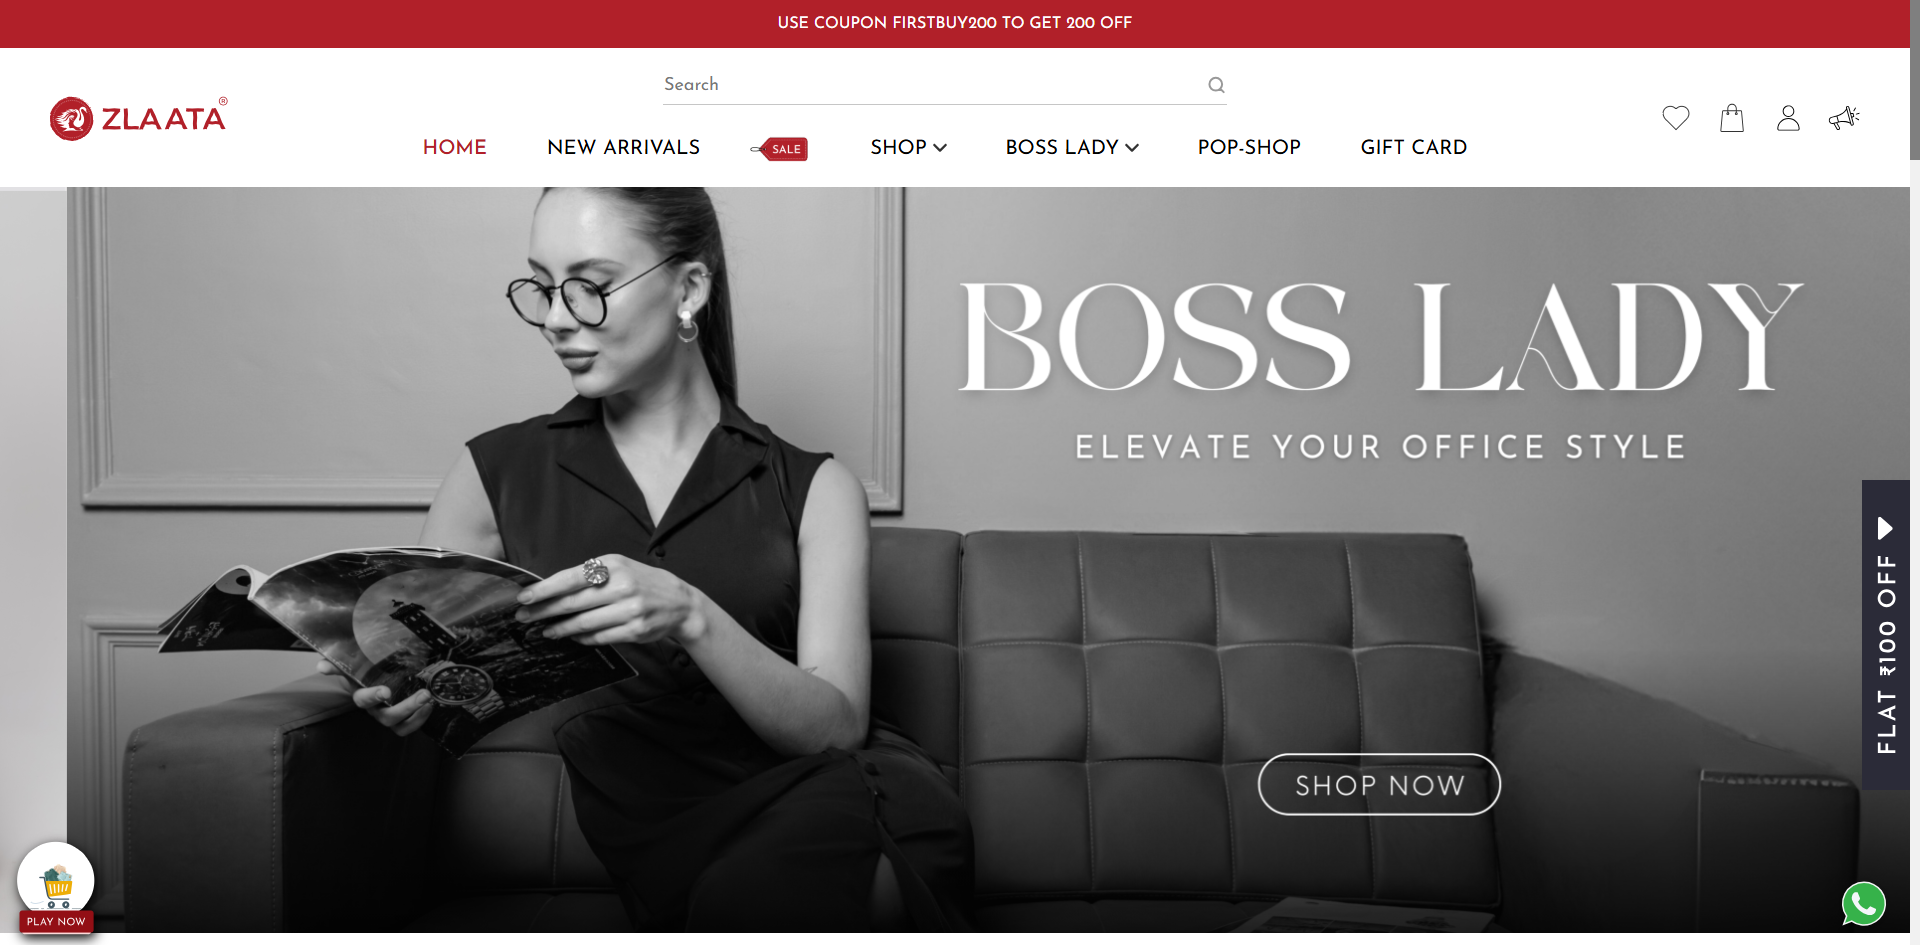 USE COUPON FIRSTBUY200 TO GET 200 OFF
Search
ZLAATA®
HOME
NEW ARRIVALS
SALE
SHOP
BOSS LADY
POP-SHOP
GIFT CARD
BOSS LADY
ELEVATE YOUR OFFICE STYLE
FLAT ₹100 OFF
SHOP NOW
PLAY NOW